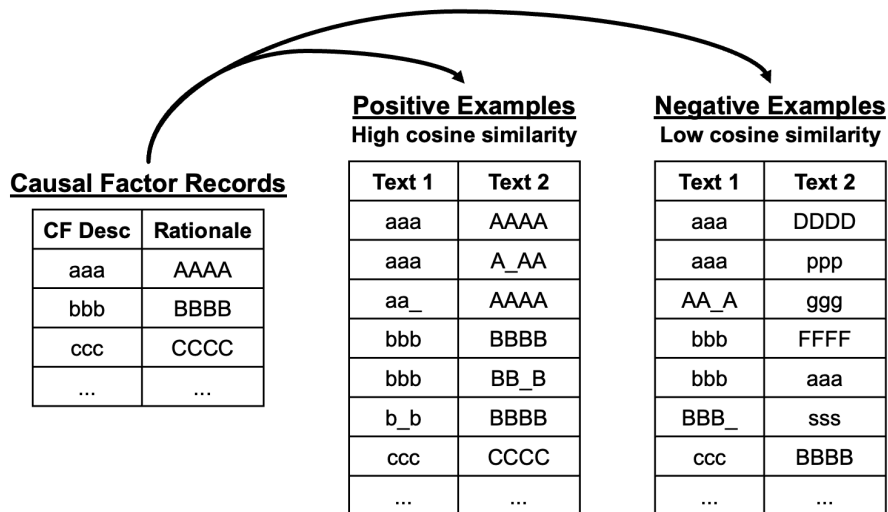 Causal Factor Records
CF Desc Rationale
aaa AAAA
bbb BBBB
ccc CCCC
... ...
Positive Examples
High cosine similarity
Text 1 Text 2
aaa AAAA
aaa A_AA
aa_ AAAA
bbb BBBB
bbb BB_B
b_b BBBB
ccc CCCC
... ...
Negative Examples
Low cosine similarity
Text 1 Text 2
aaa DDDD
aaa ppp
AA_A ggg
bbb FFFF
bbb aaa
BBB_ sss
ccc BBBB
... ...